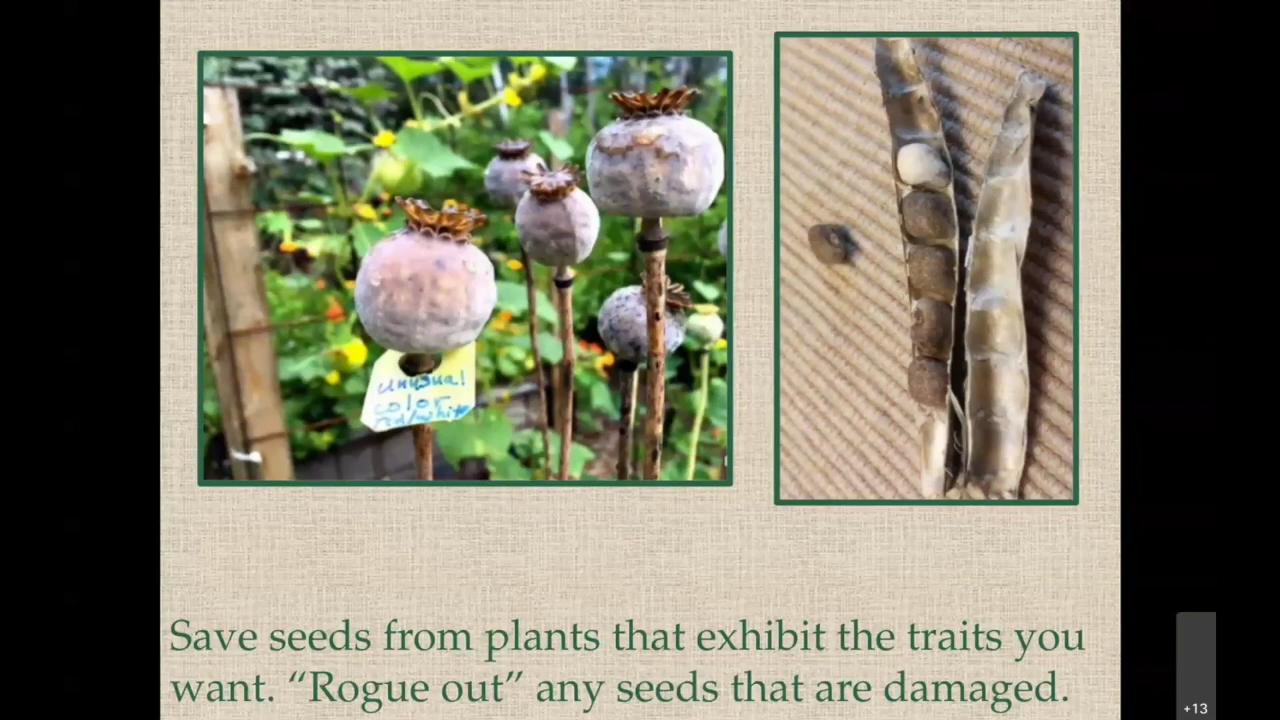 unusual
color
red/white
Save seeds from plants that exhibit the traits you
want. “Rogue out” any seeds that are damaged.
+13